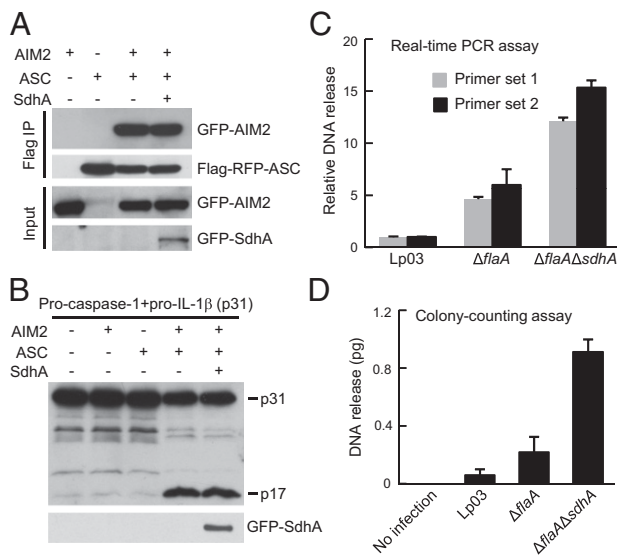 A
AIM2 + - + +
ASC - + + +
SdhA - - - +
Flag IP
GFP-AIM2
Flag-RFP-ASC
Input
GFP-AIM2
GFP-SdhA
B
Pro-caspase-1+pro-IL-1β (p31)
AIM2 - + - + +
ASC - - + + +
SdhA - - - - +
p31
p17
GFP-SdhA
C
Real-time PCR assay
Primer set 1
Primer set 2
Relative DNA release
20
15
10
5
0
Lp03 ΔflaA ΔflaAΔsdhA
D
Colony-counting assay
DNA release (pg)
1.2
0.8
0.4
0
No infection Lp03 ΔflaA ΔflaAΔsdhA